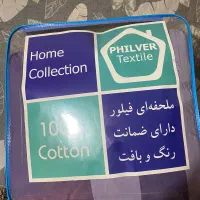 Home
Collection
PHILVER
Textile
100%
Cotton
ملحفه‌ای فیلور
دارای ضمانت
رنگ و بافت